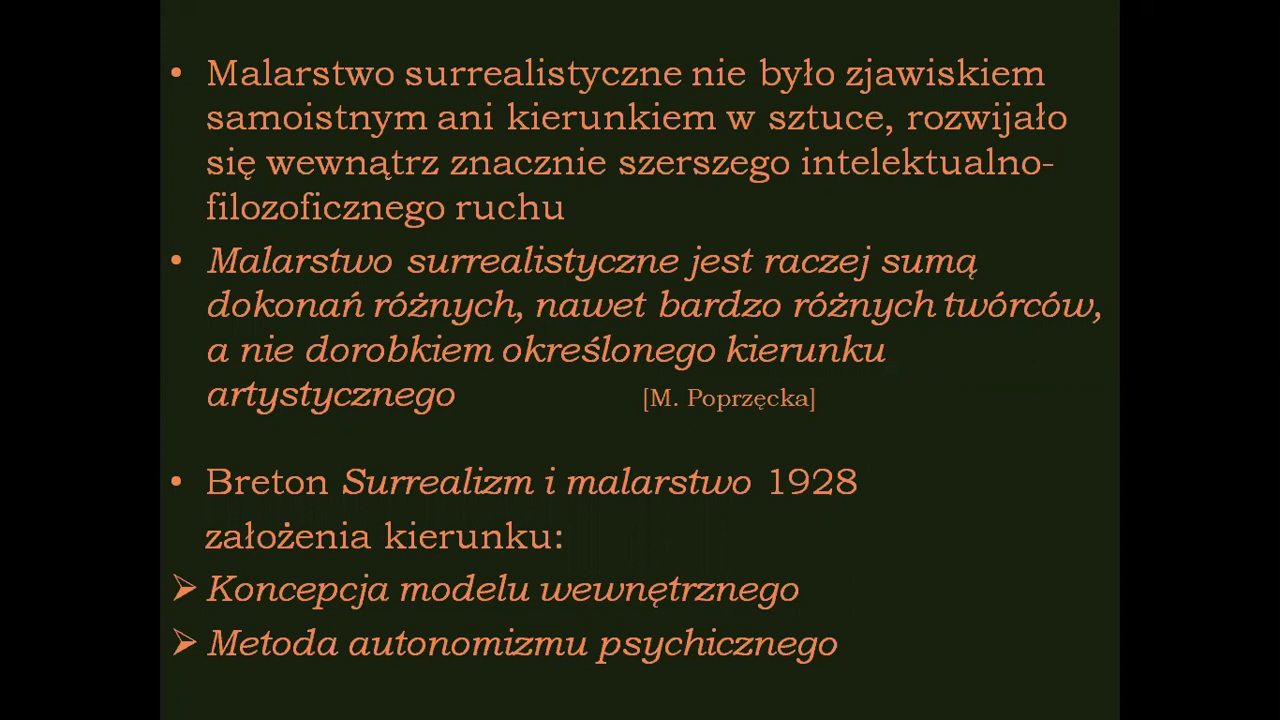 • Malarstwo surrealistyczne nie było zjawiskiem
samoistnym ani kierunkiem w sztuce, rozwijało
się wewnątrz znacznie szerszego intelektualno-
filozoficznego ruchu
• Malarstwo surrealistyczne jest raczej sumą
dokonań różnych, nawet bardzo różnych twórców,
a nie dorobkiem określonego kierunku
artystycznego [M. Poprzęcka]
• Breton Surrealizm i malarstwo 1928
założenia kierunku:
➢ Koncepcja modelu wewnętrznego
➢ Metoda autonomizmu psychicznego